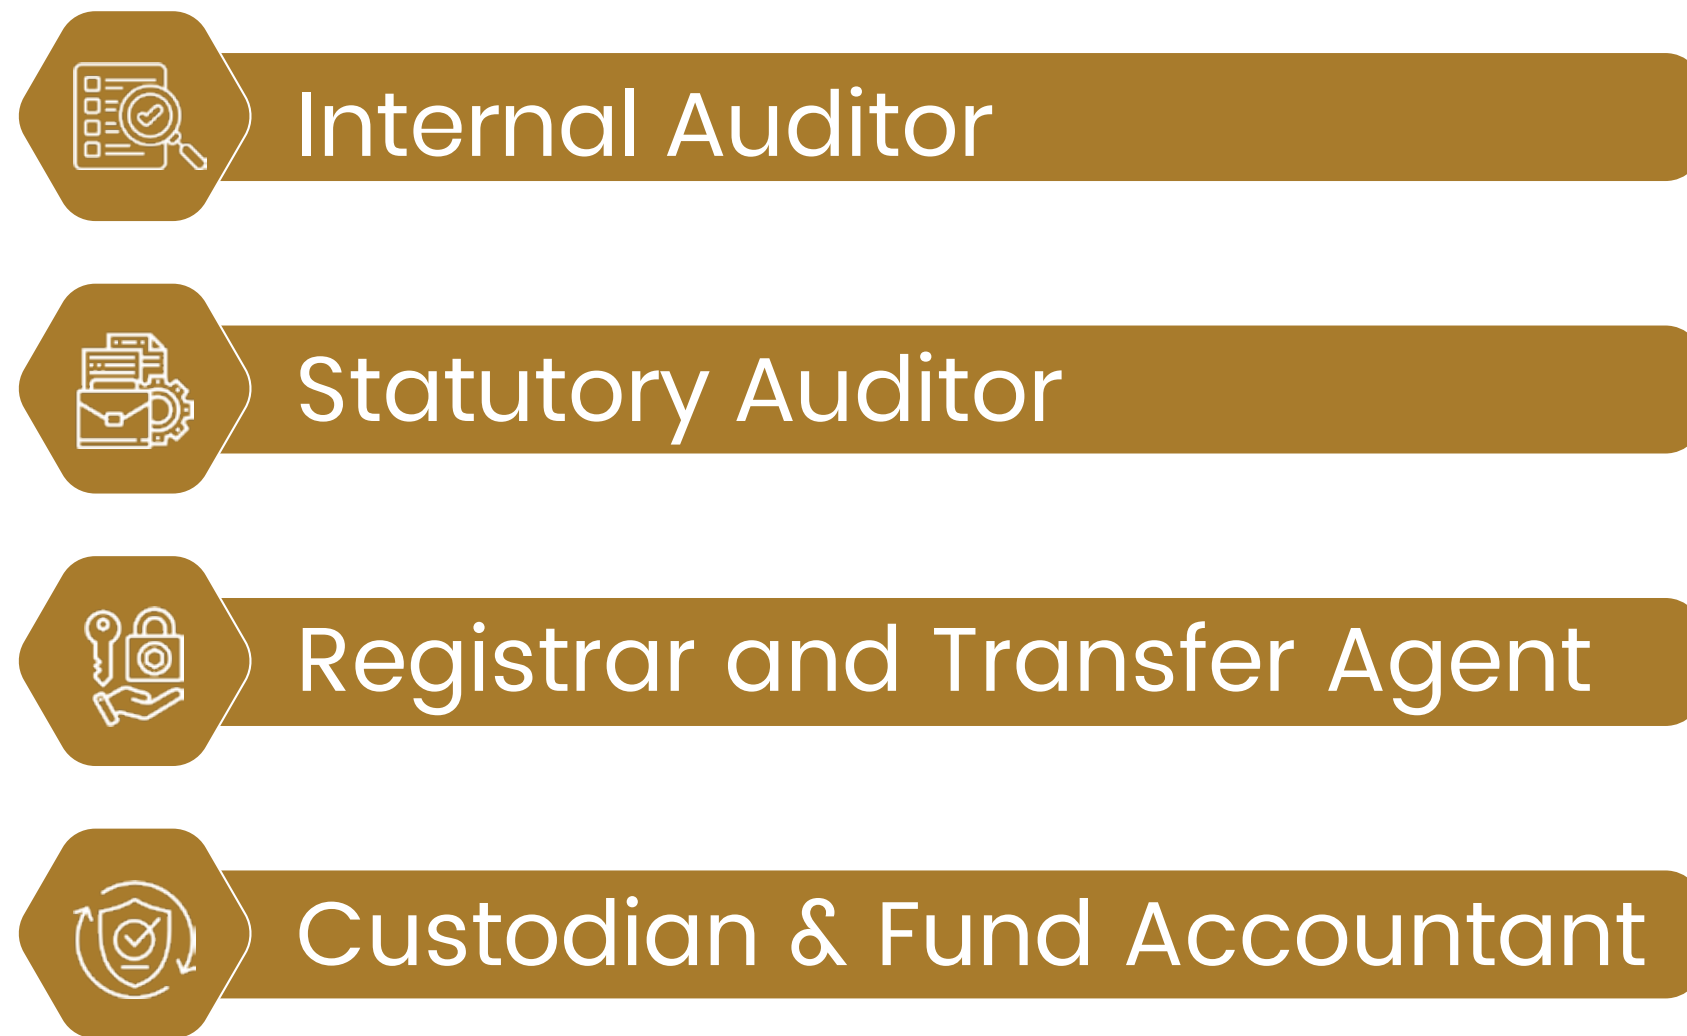 Internal Auditor
Statutory Auditor
Registrar and Transfer Agent
Custodian & Fund Accountant